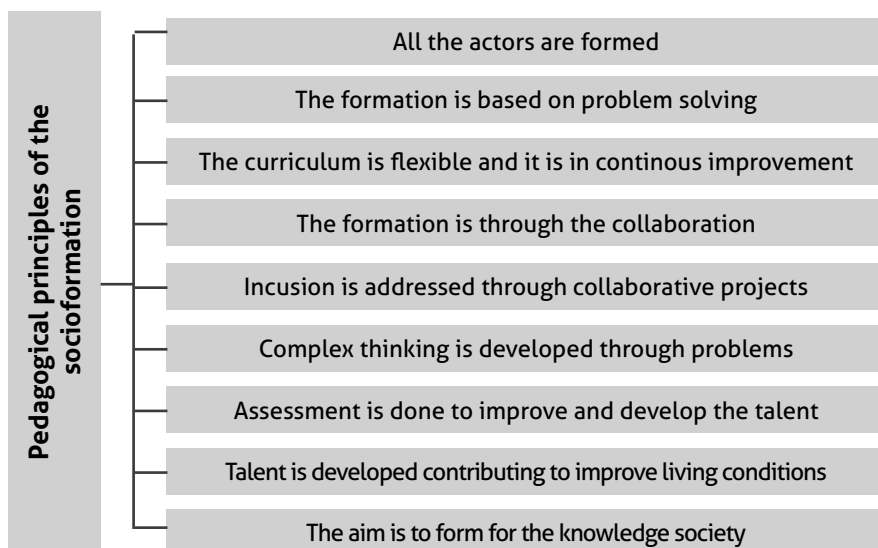 Pedagogical principles of the
socioformation
All the actors are formed
The formation is based on problem solving
The curriculum is flexible and it is in continous improvement
The formation is through the collaboration
Incusion is addressed through collaborative projects
Complex thinking is developed through problems
Assessment is done to improve and develop the talent
Talent is developed contributing to improve living conditions
The aim is to form for the knowledge society